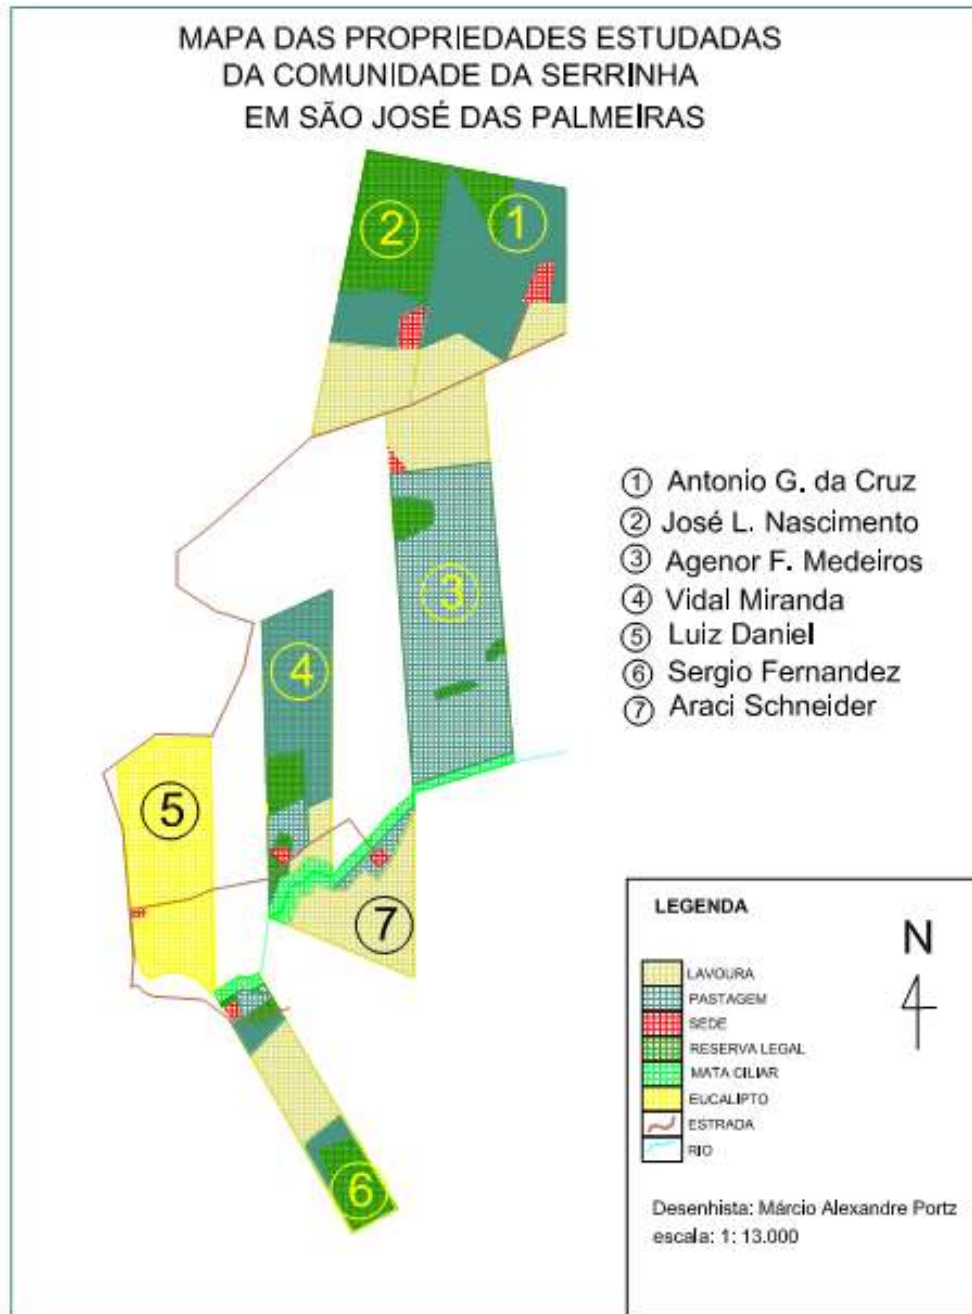 MAPA DAS PROPRIEDADES ESTUDADAS
DA COMUNIDADE DA SERRINHA
EM SÃO JOSÉ DAS PALMEIRAS
2
1
3
4
5
7
6
1 Antonio G. da Cruz
2 José L. Nascimento
3 Agenor F. Medeiros
4 Vidal Miranda
5 Luiz Daniel
6 Sergio Fernandez
7 Araci Schneider
LEGENDA
N
LAVOURA
PASTAGEM
SEDE
RESERVA LEGAL
MATA CILIAR
EUCALIPTO
ESTRADA
RIO
Desenhista: Márcio Alexandre Portz
escala: 1: 13.000